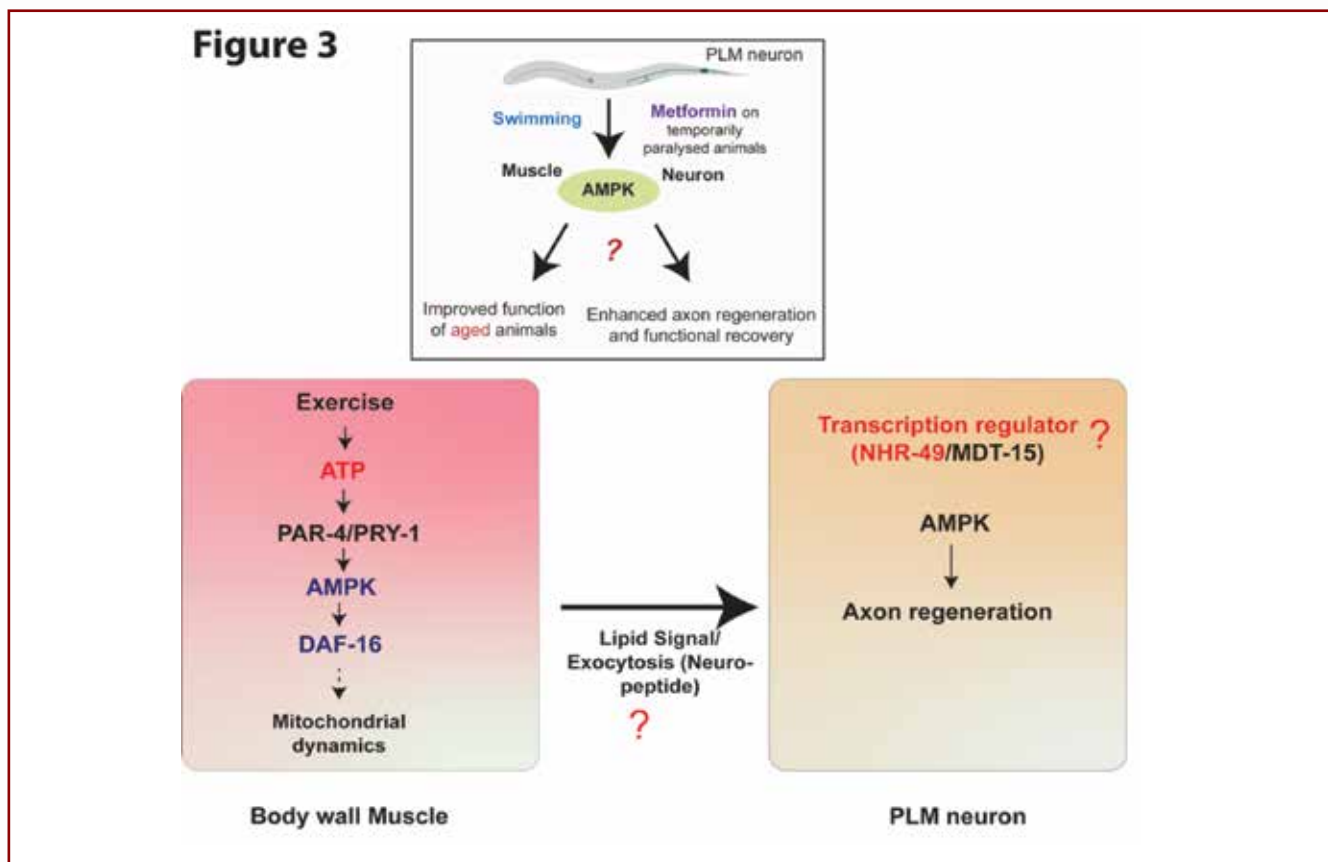 Figure 3
PLM neuron
Swimming
Metformin on
temporarily
paralysed animals
Muscle
AMPK
Neuron
?
Improved function
of aged animals
Enhanced axon regeneration
and functional recovery
Exercise
ATP
PAR-4/PRY-1
AMPK
DAF-16
Mitochondrial
dynamics
Body wall Muscle
Lipid Signal/
Exocytosis (Neuro-
peptide)
?
Transcription regulator
(NHR-49/MDT-15)
?
AMPK
Axon regeneration
PLM neuron